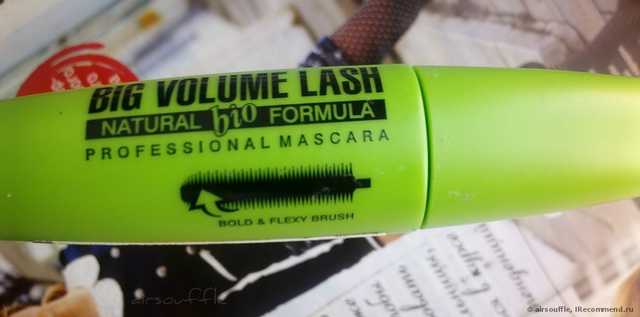 BIG VOLUME LASH
NATURAL bio FORMULA
PROFESSIONAL MASCARA
BOLD & FLEXY BRUSH
airsouffle
© airsouffle, IRecommend.ru